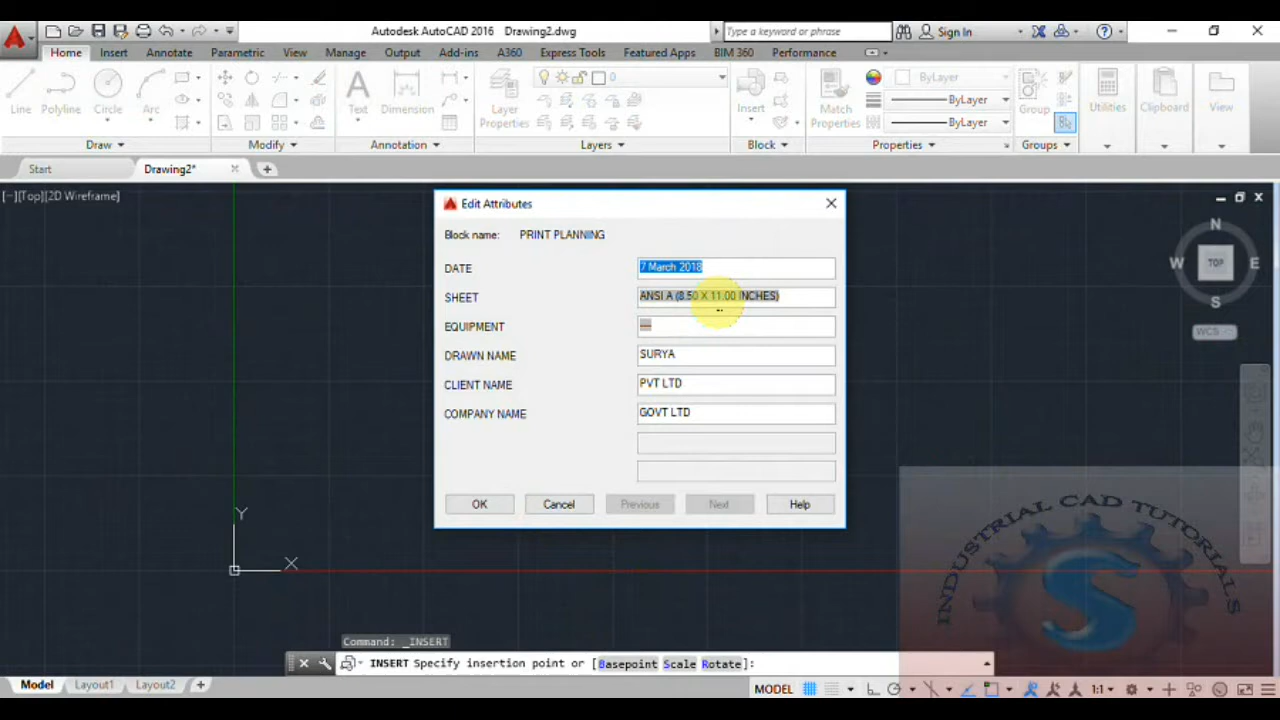 Autodesk AutoCAD 2016 Drawing2.dwg
Type a keyword or phrase
Sign In
Home Insert Annotate Parametric View Manage Output Add-ins A360 Express Tools Featured Apps BIM 360 Performance
0
ByLayer
Line Polyline Circle Arc
Text Dimension
Layer Properties
Insert
Match Properties
ByLayer
ByLayer
Group
Utilities
Clipboard
View
Draw Modify Annotation Layers Block Properties Groups
Start Drawing2*
[−][Top][2D Wireframe]
Edit Attributes
Block name: PRINT PLANNING
DATE 7 March 2018
SHEET ANSI A (8.50 X 11.00 INCHES)
EQUIPMENT ---
DRAWN NAME SURYA
CLIENT NAME PVT LTD
COMPANY NAME GOVT LTD
OK Cancel Previous Next Help
N
W TOP E
S
WCS
Y
X
INDUSTRIAL CAD TUTORIALS
S
Command: _INSERT
INSERT Specify insertion point or [Basepoint Scale Rotate]:
Model Layout1 Layout2
MODEL 1:1